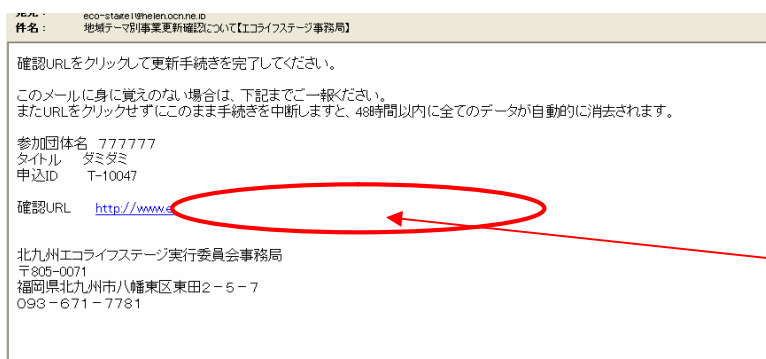 eco-stage1@helen.ocn.ne.jp
件名： 地域テーマ別事業更新確認について【エコライフステージ事務局】
確認URLをクリックして更新手続きを完了してください。
このメールに身に覚えのない場合は、下記までご一報ください。
またURLをクリックせずにこのまま手続きを中断しますと、48時間以内に全てのデータが自動的に消去されます。
参加団体名 777777
タイトル ダミダミ
申込ID T-10047
確認URL http://www.e
北九州エコライフステージ実行委員会事務局
〒805-0071
福岡県北九州市八幡東区東田２－５－７
093－671－7781